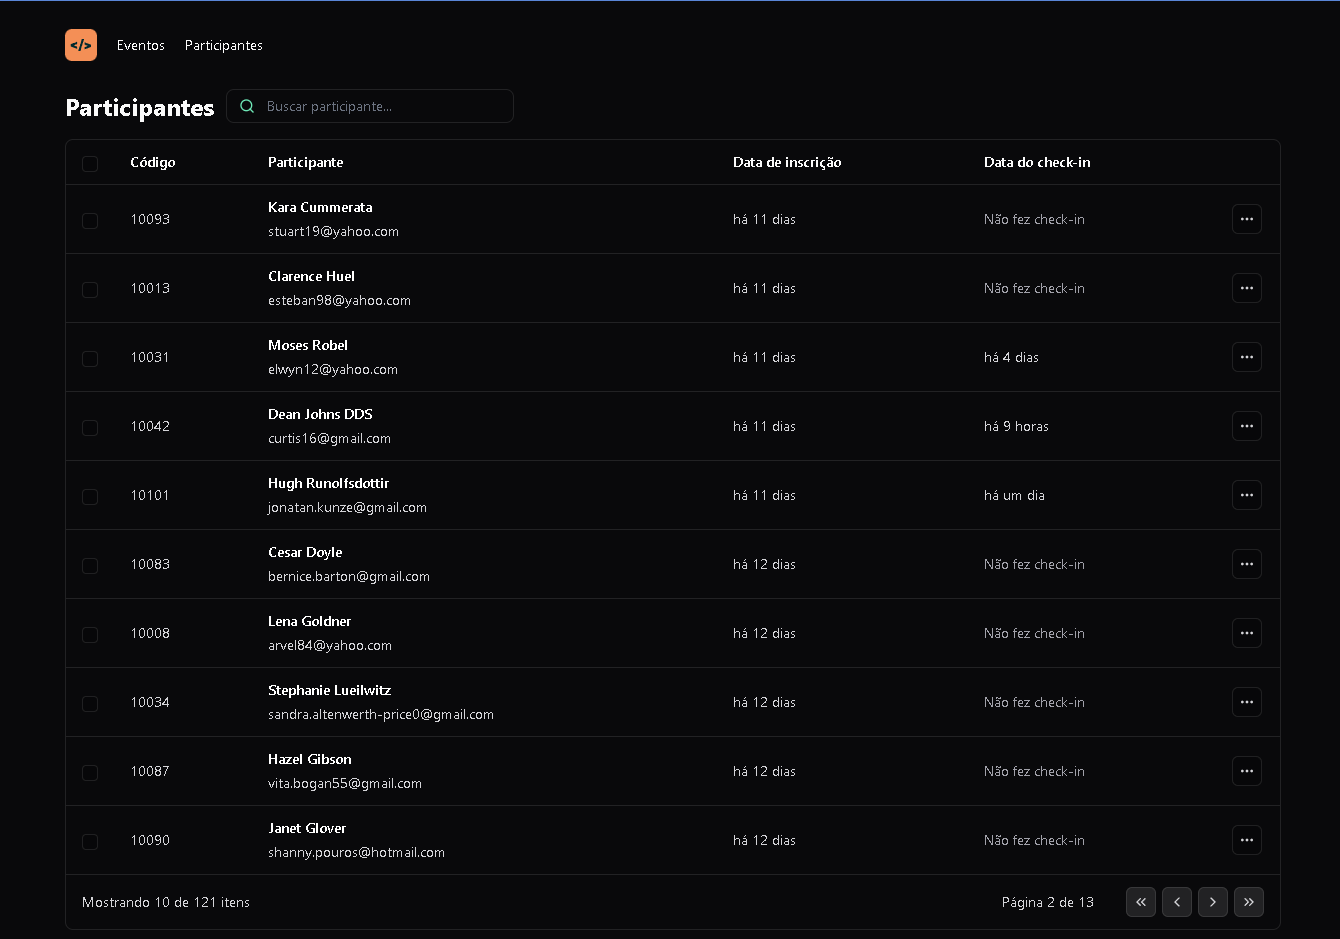 </> Eventos Participantes
Participantes Buscar participante...
Código Participante Data de inscrição Data do check-in
Kara Cummerata
10093 há 11 dias Não fez check-in
stuart19@yahoo.com
Clarence Huel
10013 há 11 dias Não fez check-in
esteban98@yahoo.com
Moses Robel
10031 há 11 dias há 4 dias
elwyn12@yahoo.com
Dean Johns DDS
10042 há 11 dias há 9 horas
curtis16@gmail.com
Hugh Runolfsdottir
10101 há 11 dias há um dia
jonatan.kunze@gmail.com
Cesar Doyle
10083 há 12 dias Não fez check-in
bernice.barton@gmail.com
Lena Goldner
10008 há 12 dias Não fez check-in
arvel84@yahoo.com
Stephanie Lueilwitz
10034 há 12 dias Não fez check-in
sandra.altenwerth-price0@gmail.com
Hazel Gibson
10087 há 12 dias Não fez check-in
vita.bogan55@gmail.com
Janet Glover
10090 há 12 dias Não fez check-in
shanny.pouros@hotmail.com
Mostrando 10 de 121 itens Página 2 de 13